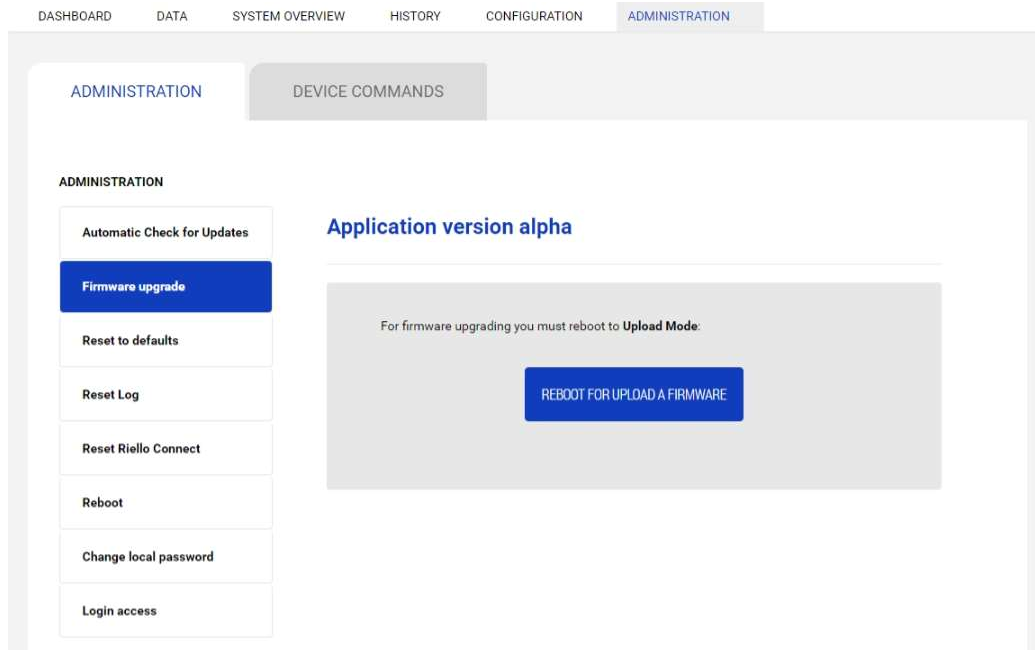 DASHBOARD DATA SYSTEM OVERVIEW HISTORY CONFIGURATION ADMINISTRATION
ADMINISTRATION DEVICE COMMANDS
ADMINISTRATION
Automatic Check for Updates
Firmware upgrade
Reset to defaults
Reset Log
Reset Riello Connect
Reboot
Change local password
Login access
Application version alpha
For firmware upgrading you must reboot to Upload Mode:
REBOOT FOR UPLOAD A FIRMWARE